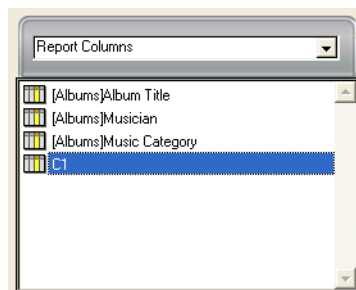 Report Columns
[Albums]Album Title
[Albums]Musician
[Albums]Music Category
C1